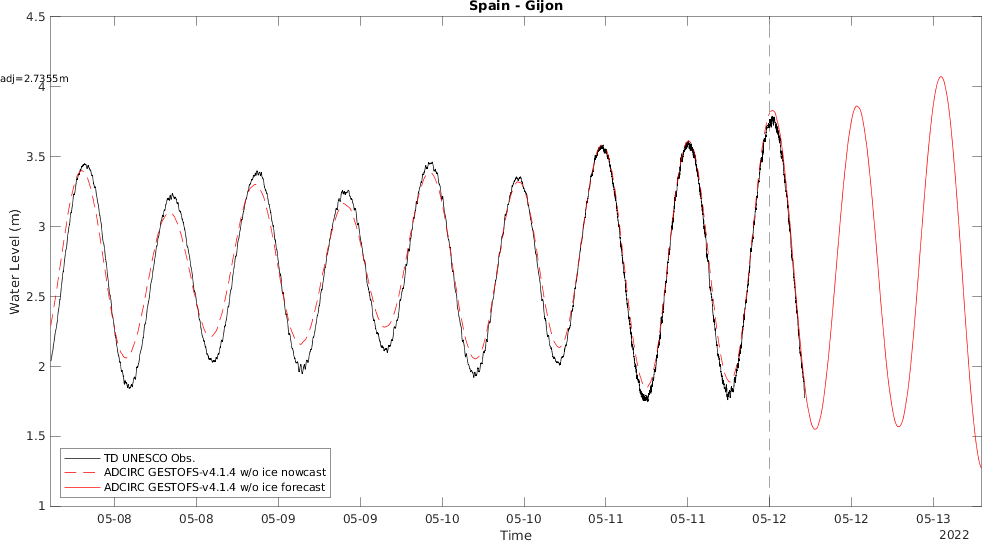 Spain - Gijon
4.5
adj=2.7355m
4
3.5
3
2.5
2
1.5
1
Water Level (m)
TD UNESCO Obs.
ADCIRC GESTOFS-v4.1.4 w/o ice nowcast
ADCIRC GESTOFS-v4.1.4 w/o ice forecast
05-08 05-08 05-09 05-09 05-10 05-10 05-11 05-11 05-12 05-12 05-13
Time
2022